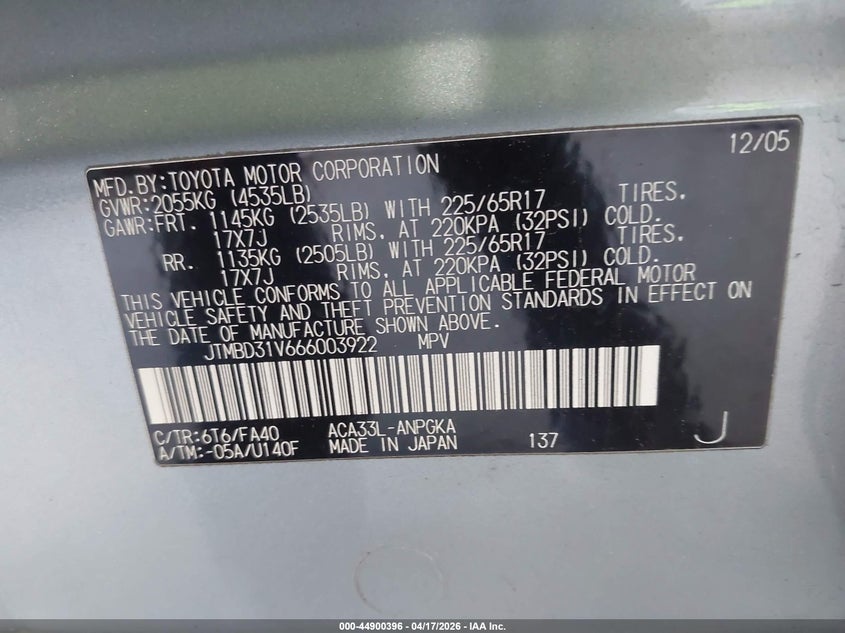 12/05
MFD.BY:TOYOTA MOTOR CORPORATION
GVWR:2055KG (4535LB)
GAWR:FRT. 1145KG (2535LB) WITH 225/65R17 TIRES.
17X7J RIMS, AT 220KPA (32PSI) COLD.
RR. 1135KG (2505LB) WITH 225/65R17 TIRES.
17X7J RIMS, AT 220KPA (32PSI) COLD.
THIS VEHICLE CONFORMS TO ALL APPLICABLE FEDERAL MOTOR
VEHICLE SAFETY AND THEFT PREVENTION STANDARDS IN EFFECT ON
THE DATE OF MANUFACTURE SHOWN ABOVE.
JTMBD31V666003922 MPV
C/TR:6T6/FA40 ACA33L-ANPGKA
A/TM:-05A/U140F MADE IN JAPAN 137 J
000-44900396 - 04/17/2026 - IAA Inc.